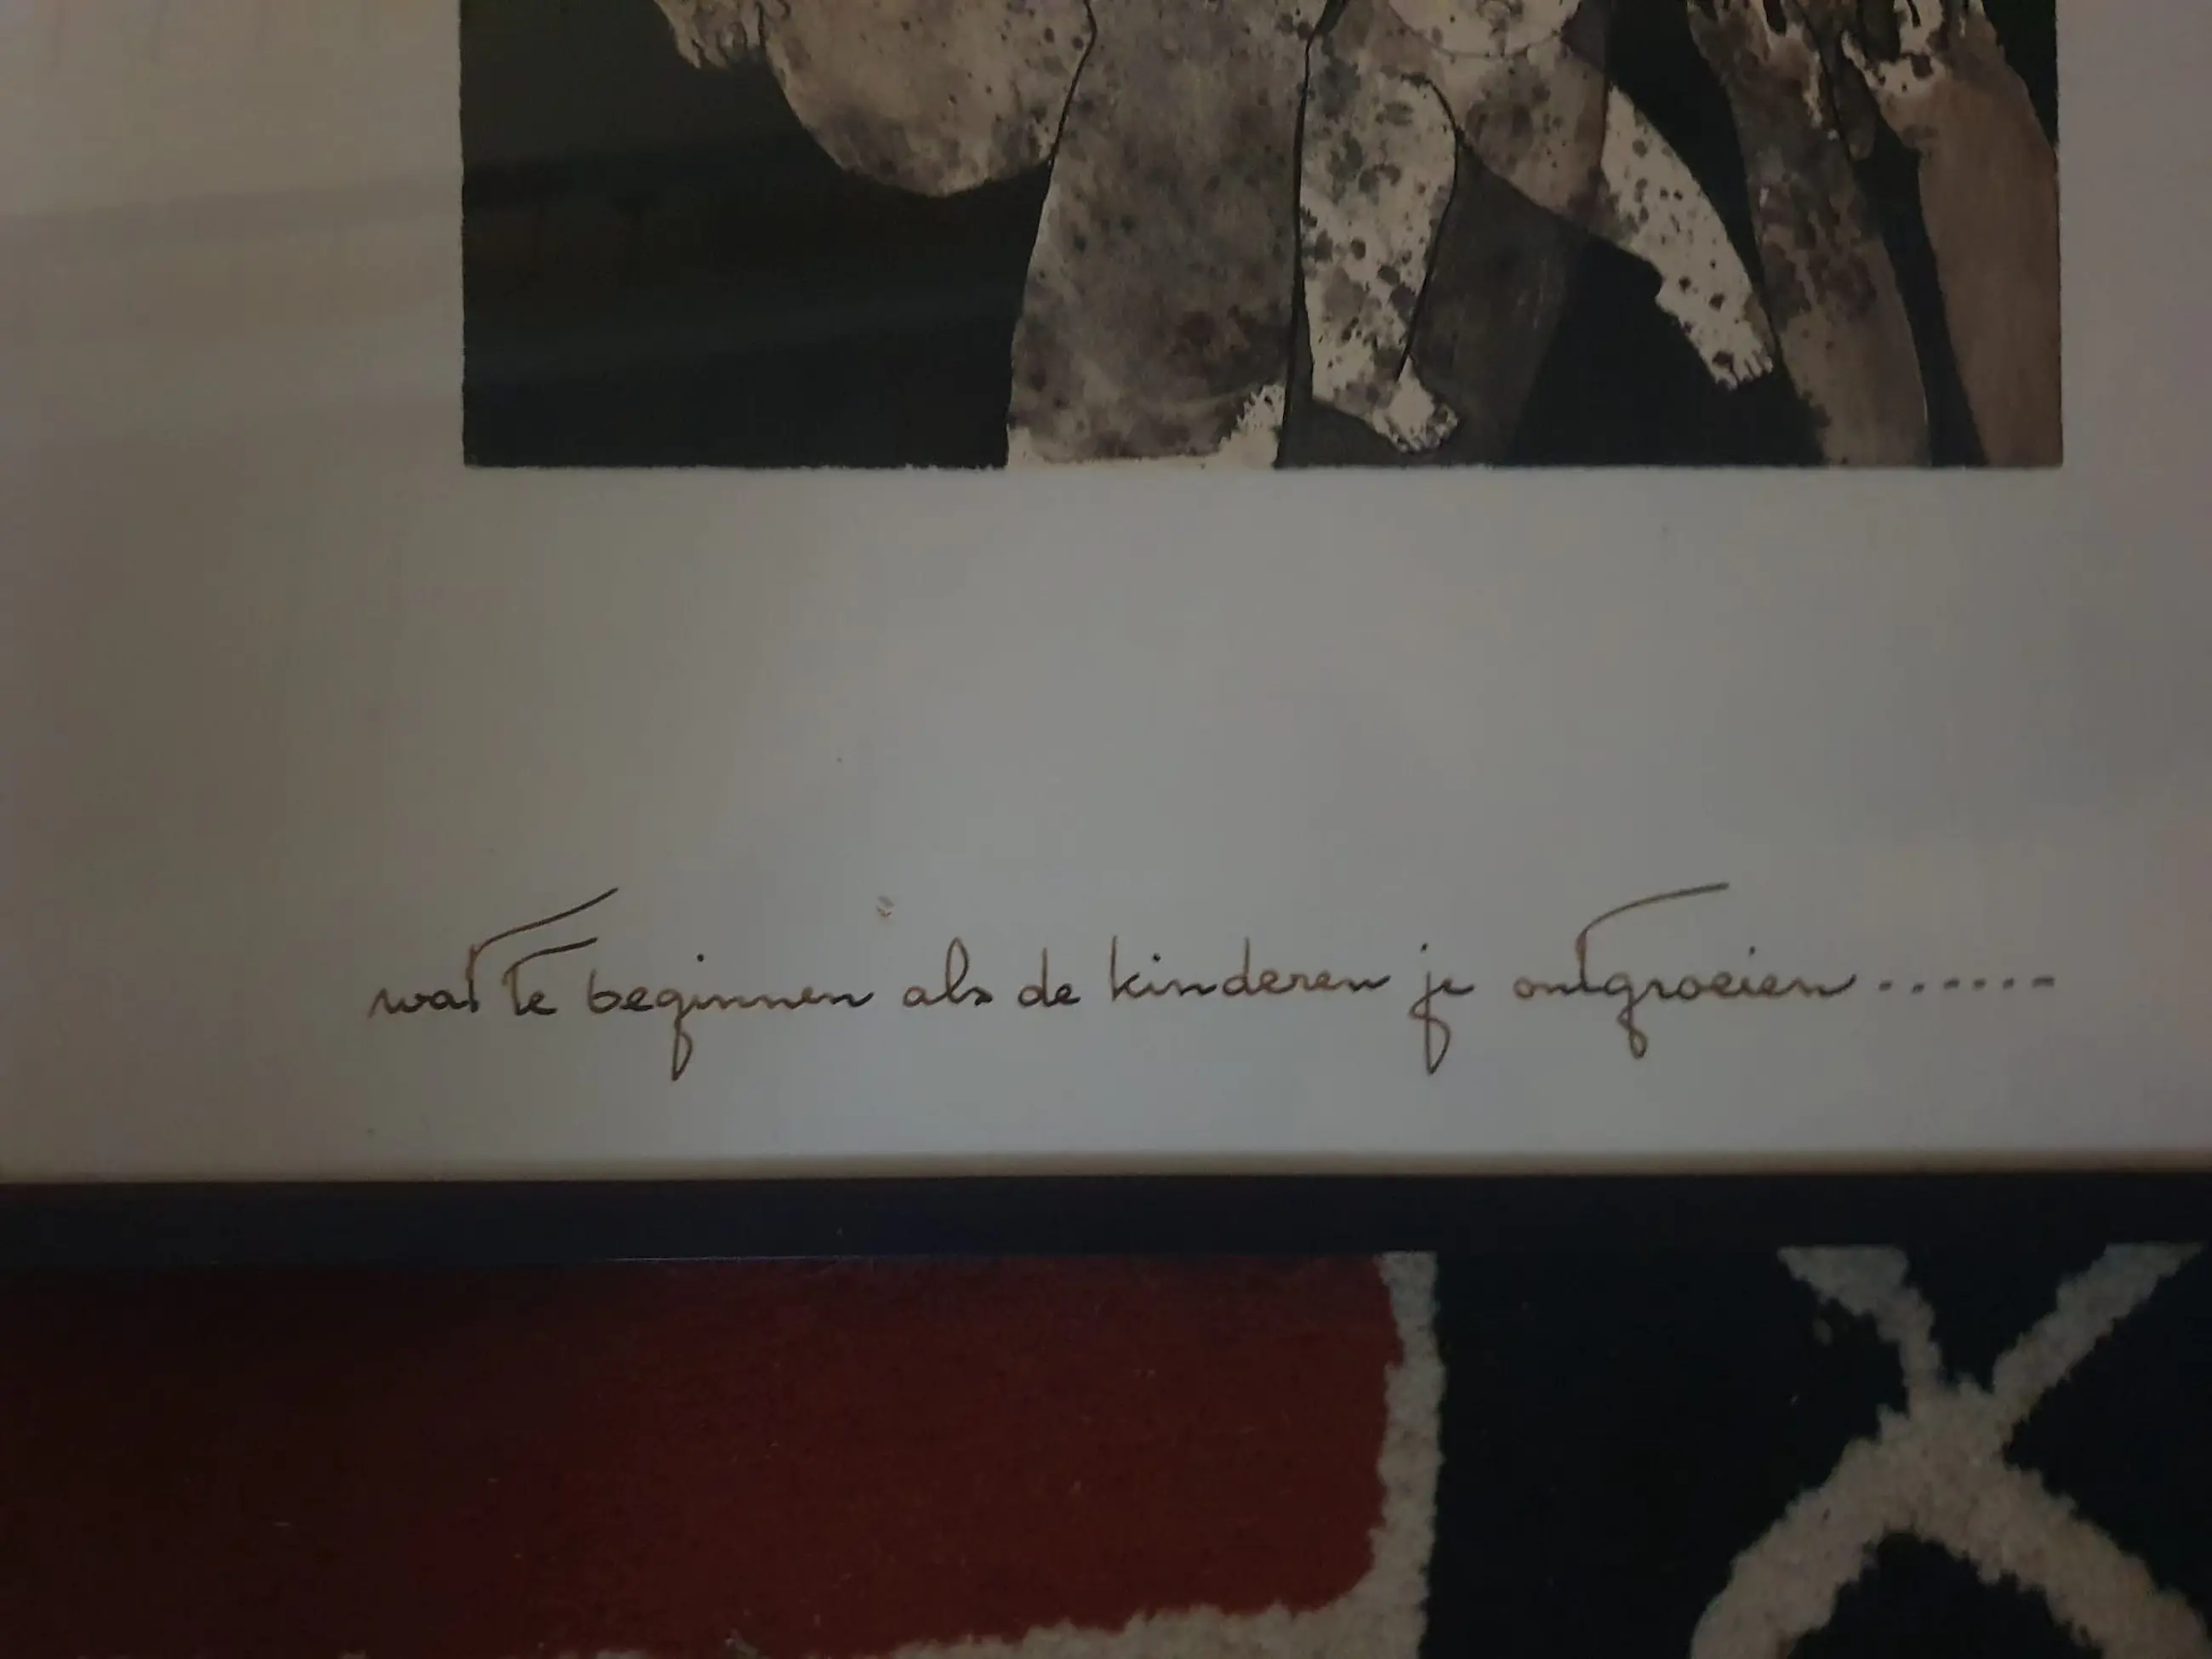 wat te beginnen als de kinderen je ontgroeien......